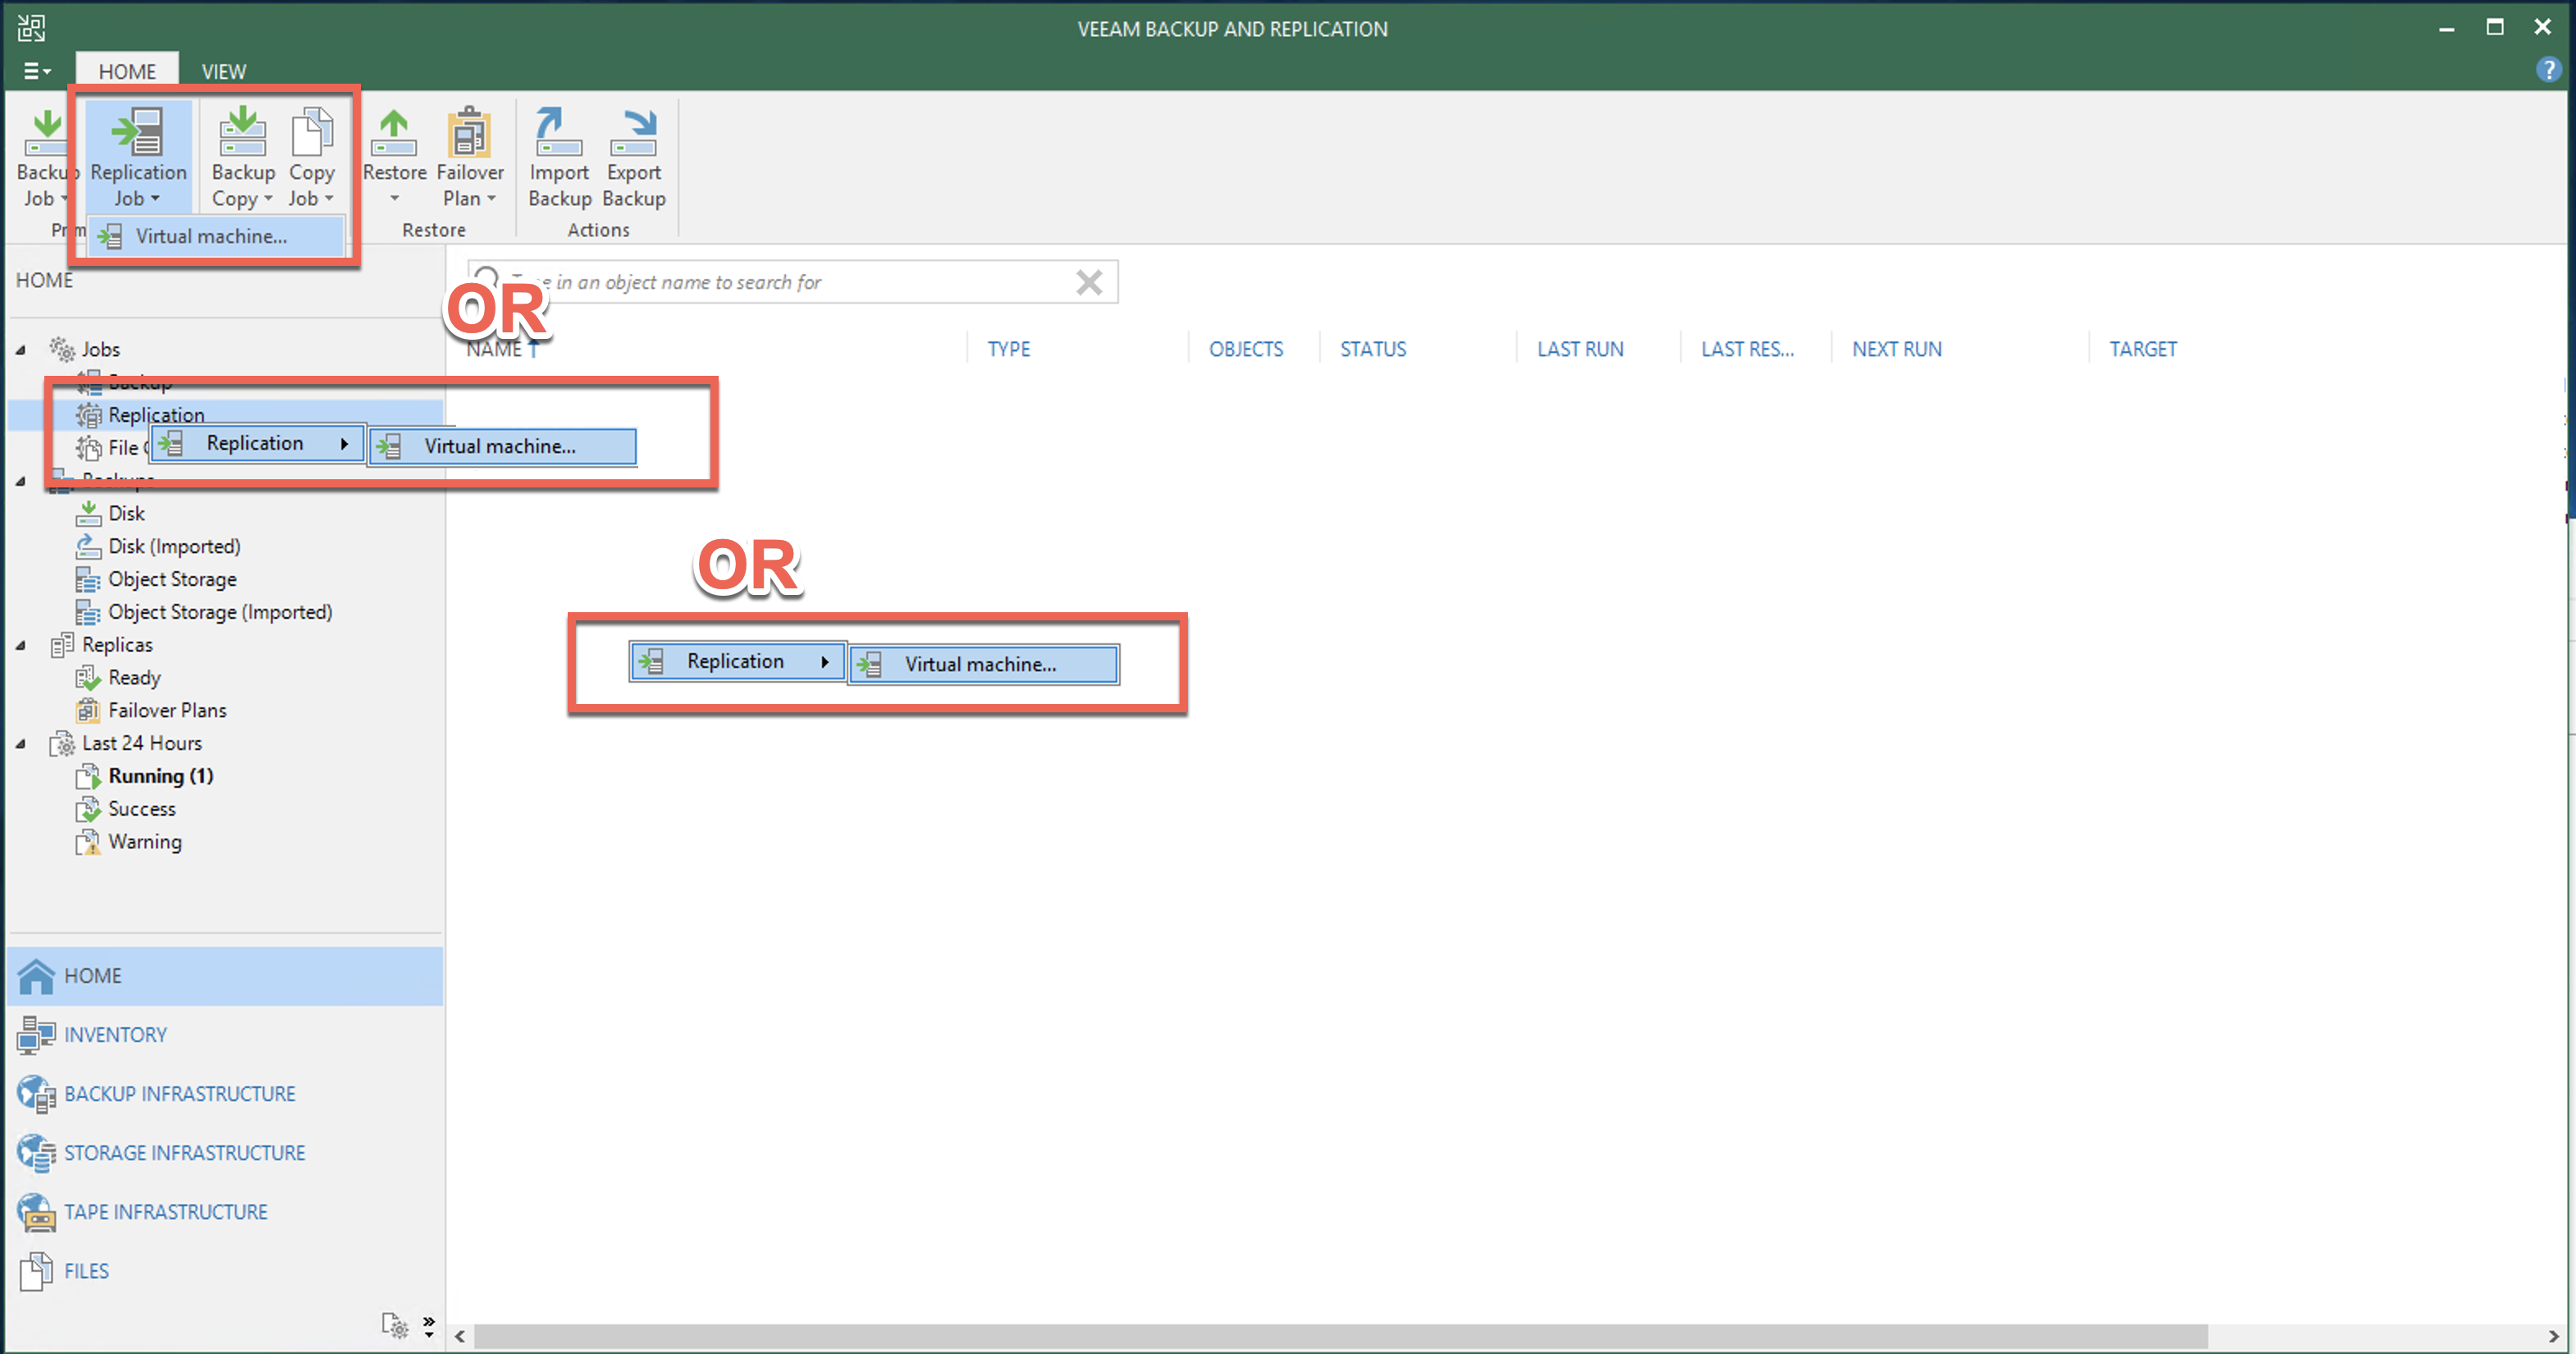 VEEAM BACKUP AND REPLICATION
HOME
VIEW
Backup
Job
Replication
Job
Backup
Copy
Copy
Job
Restore
Failover
Plan
Import
Backup
Export
Backup
Prim
Virtual machine...
Restore
Actions
HOME
in an object name to search for
OR
NAME
TYPE
OBJECTS
STATUS
LAST RUN
LAST RES...
NEXT RUN
TARGET
Jobs
Backup
Replication
File
Replication
Virtual machine...
Backups
Disk
Disk (Imported)
Object Storage
Object Storage (Imported)
Replicas
Ready
Failover Plans
Last 24 Hours
Running (1)
Success
Warning
OR
Replication
Virtual machine...
HOME
INVENTORY
BACKUP INFRASTRUCTURE
STORAGE INFRASTRUCTURE
TAPE INFRASTRUCTURE
FILES